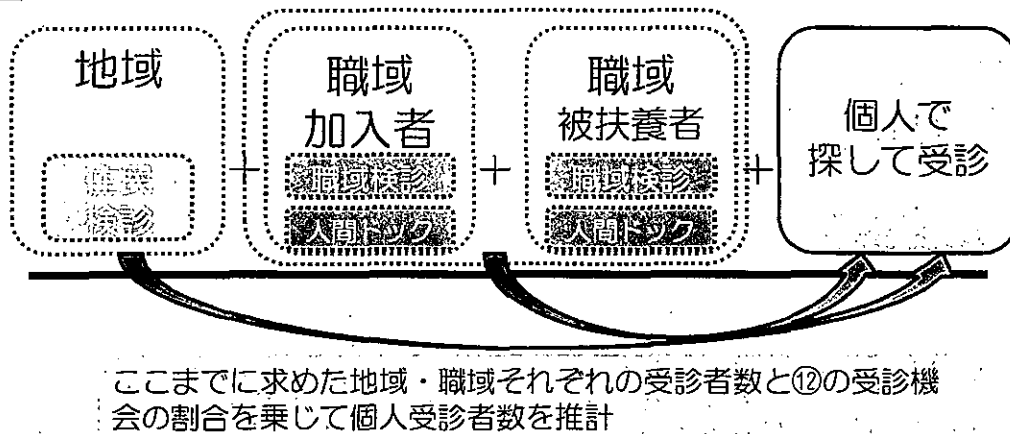 地域
検診
+
職域
加入者
職域検診
人間ドック
+
職域
被扶養者
職域検診
人間ドック
+
個人で
探して受診
ここまでに求めた地域・職域それぞれの受診者数と⑫の受診機
会の割合を乗じて個人受診者数を推計